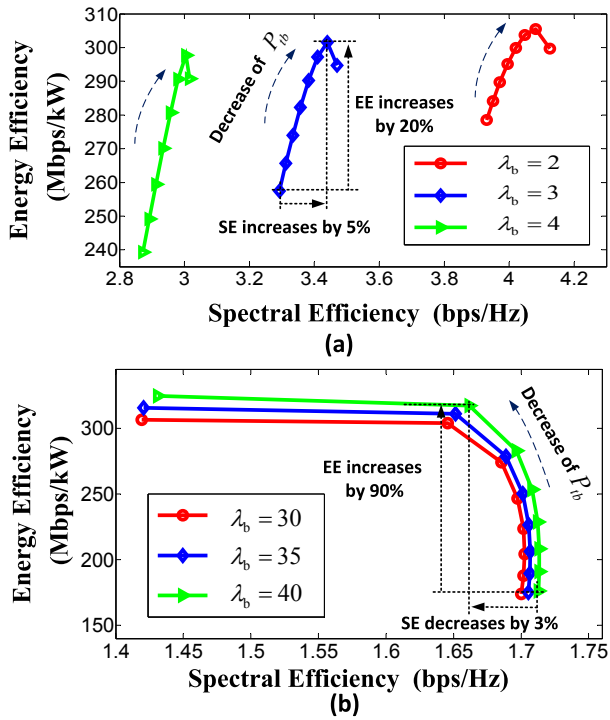 310
300
290
280
270
260
250
240
Energy Efficiency
(Mbps/kW)
Decrease of P_tb
EE increases
by 20%
SE increases by 5%
λ_b = 2
λ_b = 3
λ_b = 4
2.8 3 3.2 3.4 3.6 3.8 4 4.2
Spectral Efficiency (bps/Hz)
(a)
300
250
200
150
Energy Efficiency
(Mbps/kW)
EE increases
by 90%
Decrease of P_tb
λ_b = 30
λ_b = 35
λ_b = 40
SE decreases by 3%
1.4 1.45 1.5 1.55 1.6 1.65 1.7 1.75
Spectral Efficiency (bps/Hz)
(b)